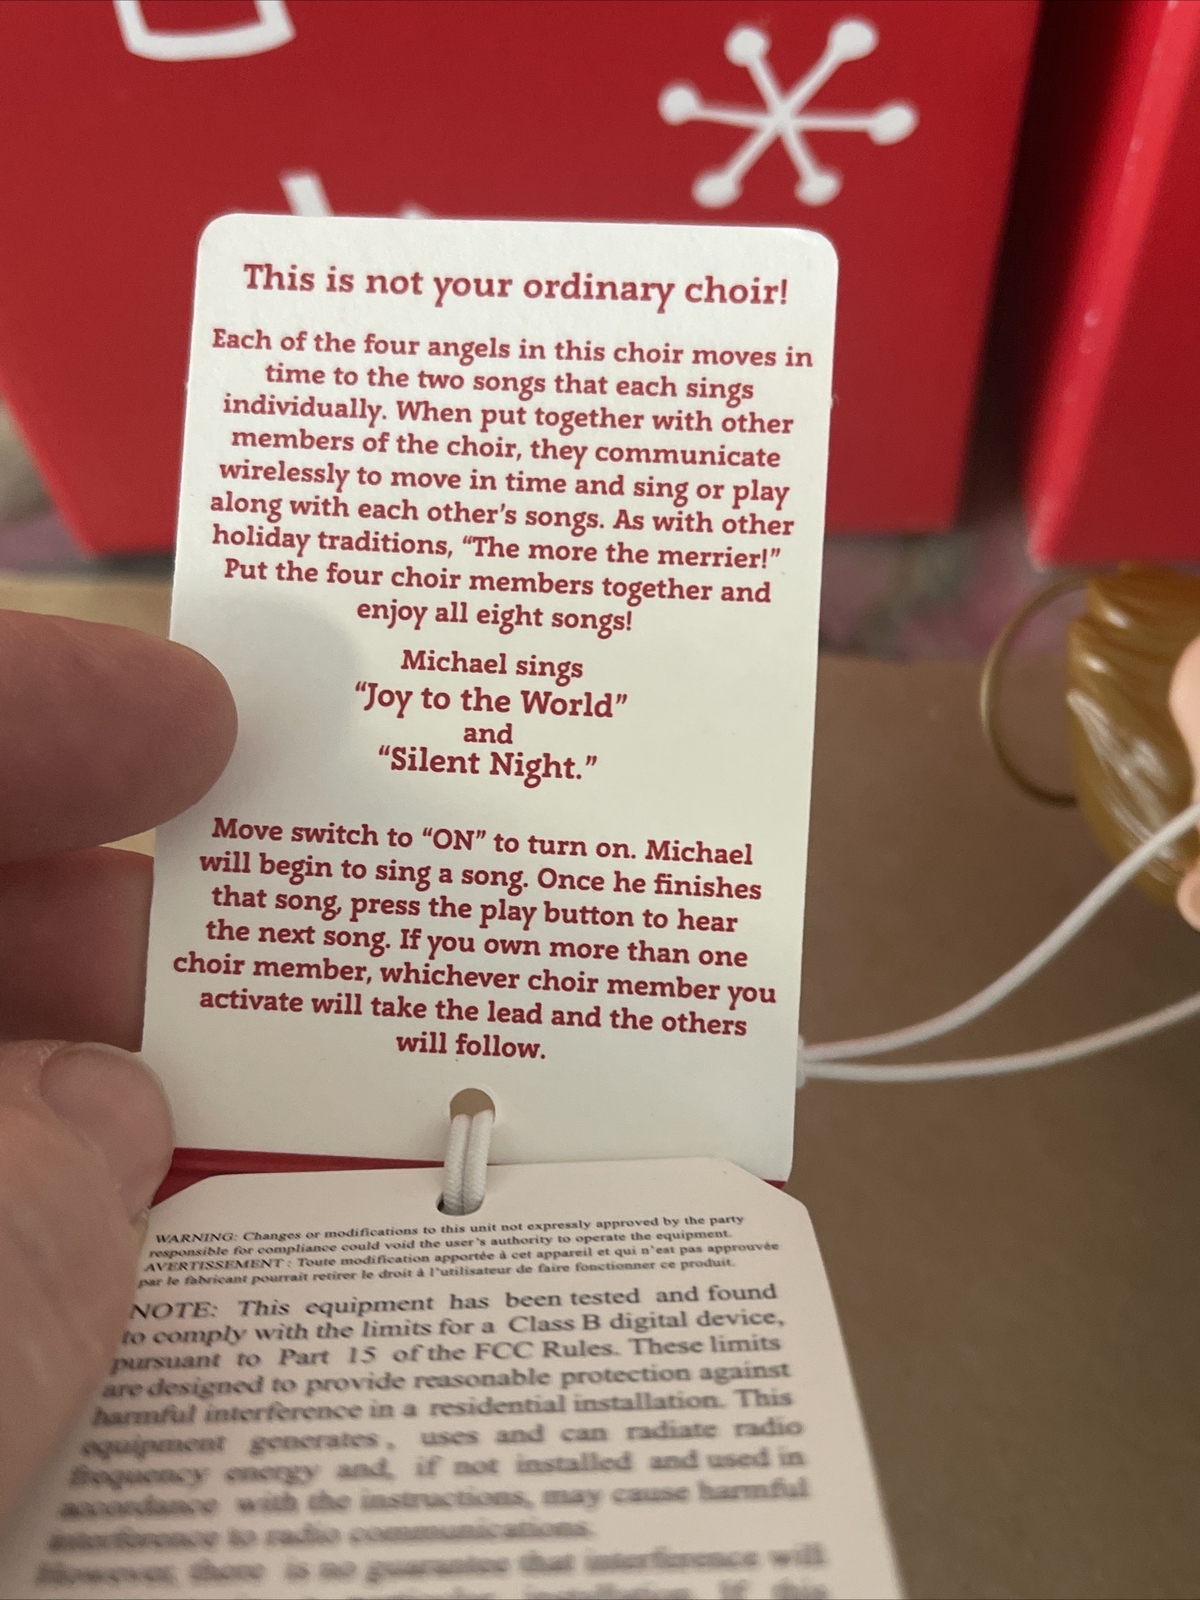 This is not your ordinary choir!
Each of the four angels in this choir moves in
time to the two songs that each sings
individually. When put together with other
members of the choir, they communicate
wirelessly to move in time and sing or play
along with each other's songs. As with other
holiday traditions, “The more the merrier!”
Put the four choir members together and
enjoy all eight songs!
Michael sings
“Joy to the World”
and
“Silent Night.”
Move switch to “ON” to turn on. Michael
will begin to sing a song. Once he finishes
that song, press the play button to hear
the next song. If you own more than one
choir member, whichever choir member you
activate will take the lead and the others
will follow.
WARNING: Changes or modifications to this unit not expressly approved by the party
responsible for compliance could void the user's authority to operate the equipment.
AVERTISSEMENT : Toute modification apportée à cet appareil et qui n'est pas approuvée
par le fabricant pourrait retirer le droit à l'utilisateur de faire fonctionner ce produit.
NOTE: This equipment has been tested and found
to comply with the limits for a Class B digital device,
pursuant to Part 15 of the FCC Rules. These limits
are designed to provide reasonable protection against
harmful interference in a residential installation. This
equipment generates, uses and can radiate radio
frequency energy and, if not installed and used in
accordance with the instructions, may cause harmful
interference to radio communications.
However, there is no guarantee that interference will
installation. If this